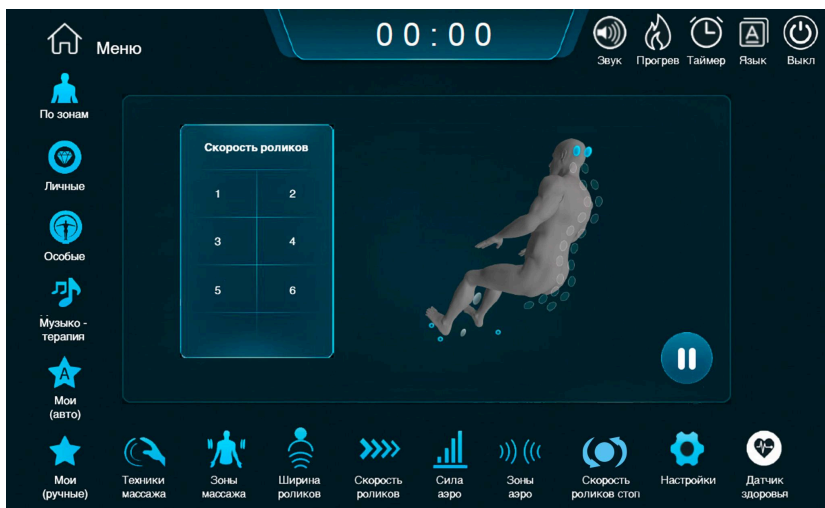 Меню
00:00
Звук
Прогрев
Таймер
A
Язык
Выкл
По зонам
Личные
Особые
Музыко -
терапия
A
Мои
(авто)
Мои
(ручные)
Скорость роликов
1 2
3 4
5 6
Техники
массажа
Зоны
массажа
Ширина
роликов
Скорость
роликов
Сила
аэро
Зоны
аэро
Скорость
роликов стоп
Настройки
Датчик
здоровья